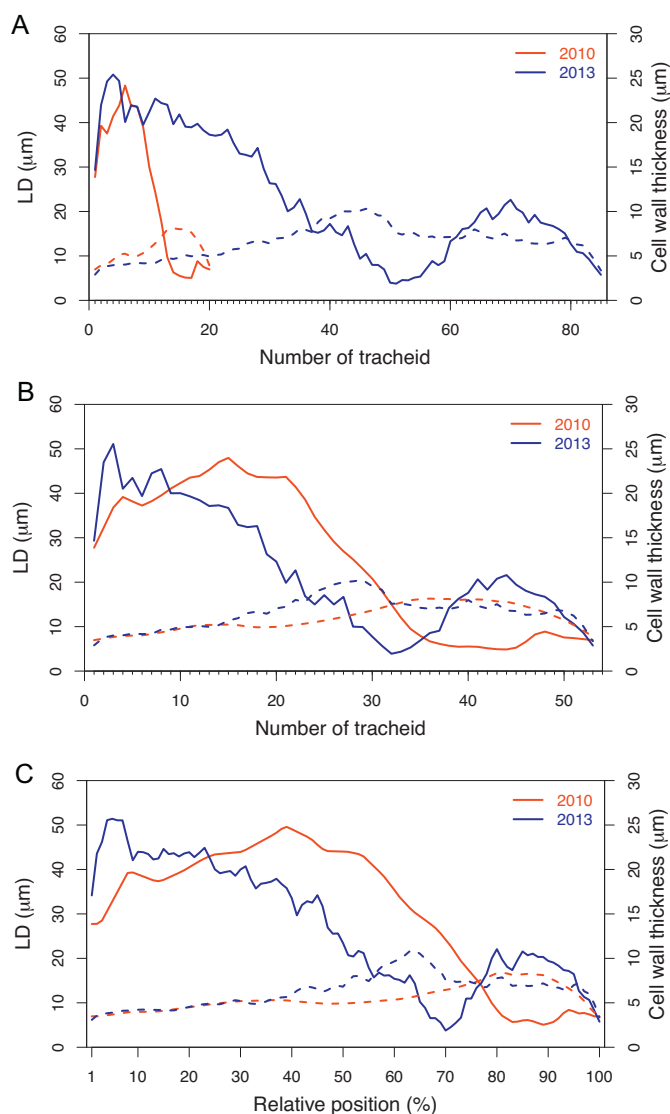 A
2010
2013
LD (μm)
0 10 20 30 40 50 60
Cell wall thickness (μm)
0 5 10 15 20 25 30
0 20 40 60 80
Number of tracheid
B
2010
2013
LD (μm)
0 10 20 30 40 50 60
Cell wall thickness (μm)
0 5 10 15 20 25 30
0 10 20 30 40 50
Number of tracheid
C
2010
2013
LD (μm)
0 10 20 30 40 50 60
Cell wall thickness (μm)
0 5 10 15 20 25 30
1 10 20 30 40 50 60 70 80 90 100
Relative position (%)